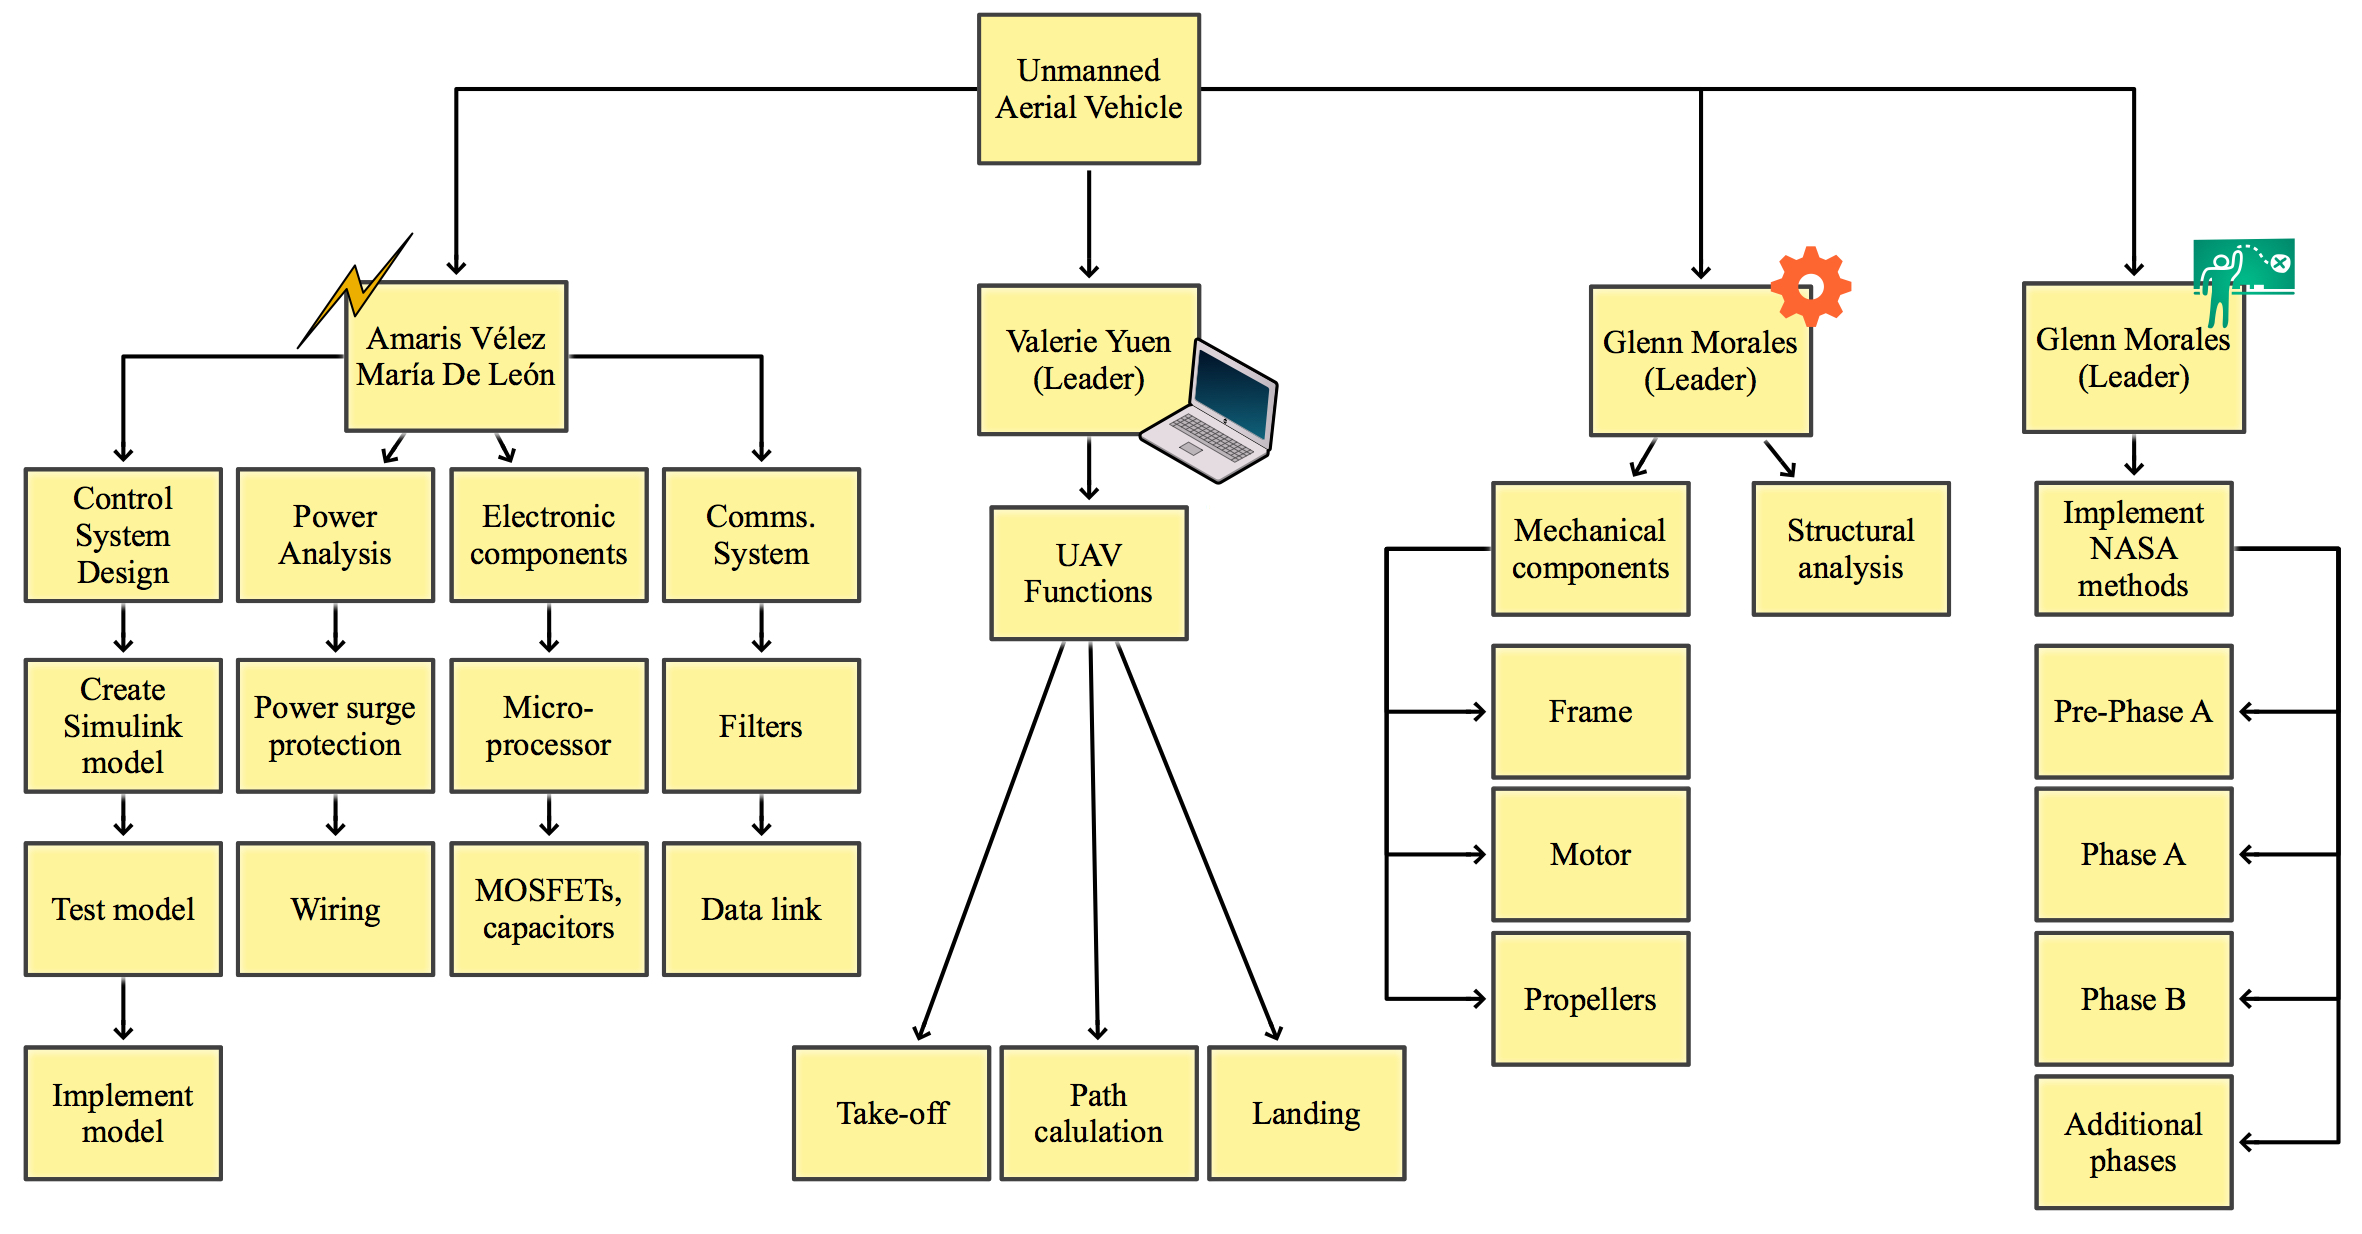 Unmanned
Aerial Vehicle
Amaris Vélez
María De León
Valerie Yuen
(Leader)
Glenn Morales
(Leader)
Glenn Morales
(Leader)
Control
System
Design
Power
Analysis
Electronic
components
Comms.
System
UAV
Functions
Mechanical
components
Structural
analysis
Implement
NASA
methods
Create
Simulink
model
Power surge
protection
Micro-
processor
Filters
Frame
Pre-Phase A
Test model
Wiring
MOSFETs,
capacitors
Data link
Motor
Phase A
Propellers
Phase B
Implement
model
Take-off
Path
calulation
Landing
Additional
phases